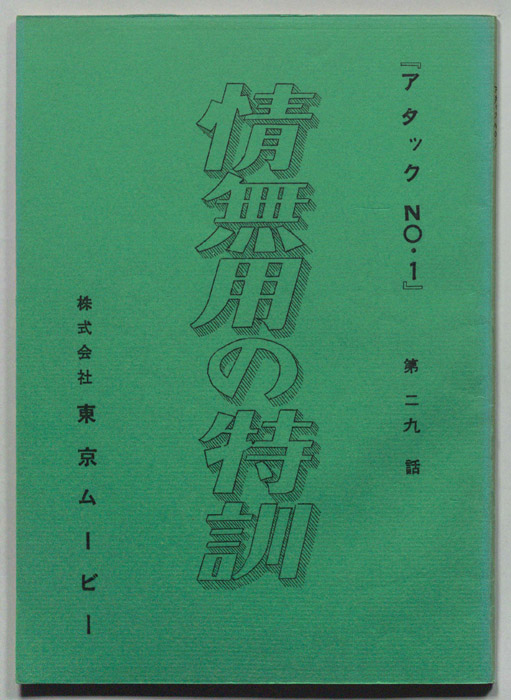 『アタック NO.1』 第二九話
情無用の特訓
株式会社 東京ムービー